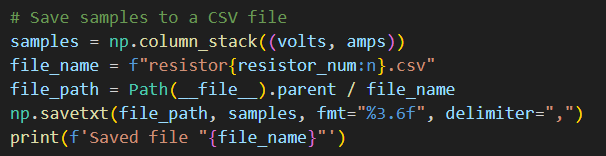 # Save samples to a CSV file
samples = np.column_stack((volts, amps))
file_name = f"resistor{resistor_num:n}.csv"
file_path = Path(__file__).parent / file_name
np.savetxt(file_path, samples, fmt="%3.6f", delimiter=",")
print(f'Saved file "{file_name}"')